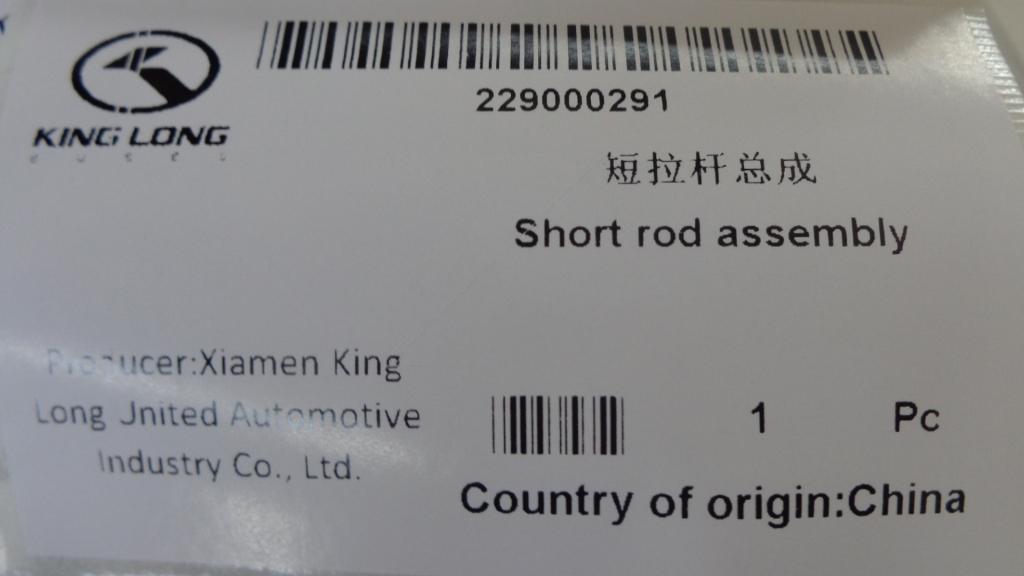 KING LONG
229000291
短拉杆总成
Short rod assembly
Producer:Xiamen King
Long Jnited Automotive
Industry Co., Ltd.
1 Pc
Country of origin:China